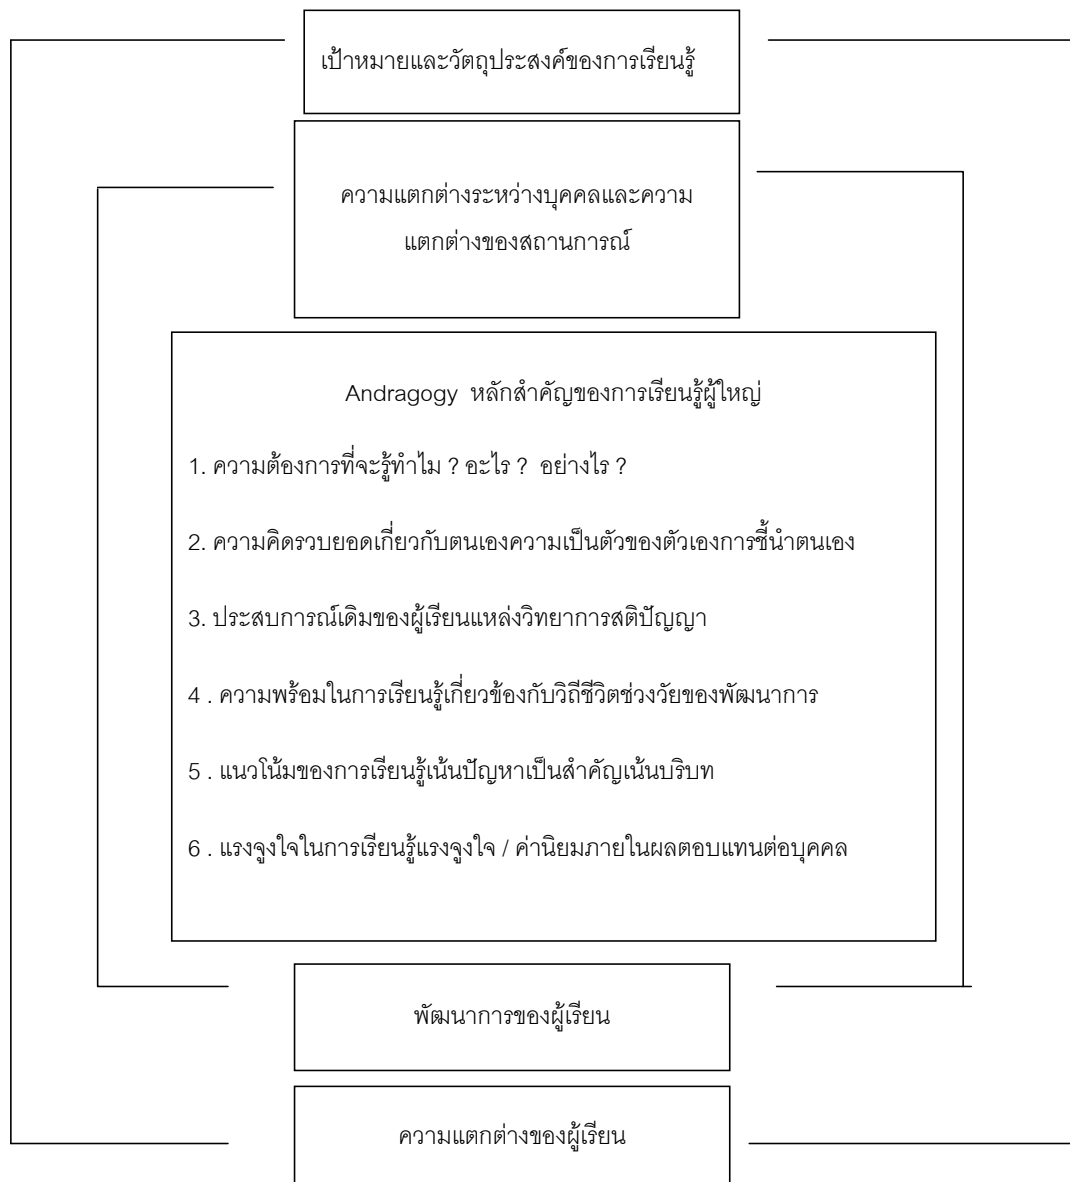 เป้าหมายและวัตถุประสงค์ของการเรียนรู้
ความแตกต่างระหว่างบุคคลและความ
แตกต่างของสถานการณ์
Andragogy หลักสำคัญของการเรียนรู้ผู้ใหญ่
1. ความต้องการที่จะรู้ทำไม ? อะไร ? อย่างไร ?
2. ความคิดรวบยอดเกี่ยวกับตนเองความเป็นตัวของตัวเองการชี้นำตนเอง
3. ประสบการณ์เดิมของผู้เรียนแหล่งวิทยาการสติปัญญา
4 . ความพร้อมในการเรียนรู้เกี่ยวข้องกับวิถีชีวิตช่วงวัยของพัฒนาการ
5 . แนวโน้มของการเรียนรู้เน้นปัญหาเป็นสำคัญเน้นบริบท
6 . แรงจูงใจในการเรียนรู้แรงจูงใจ / ค่านิยมภายในผลตอบแทนต่อบุคคล
พัฒนาการของผู้เรียน
ความแตกต่างของผู้เรียน